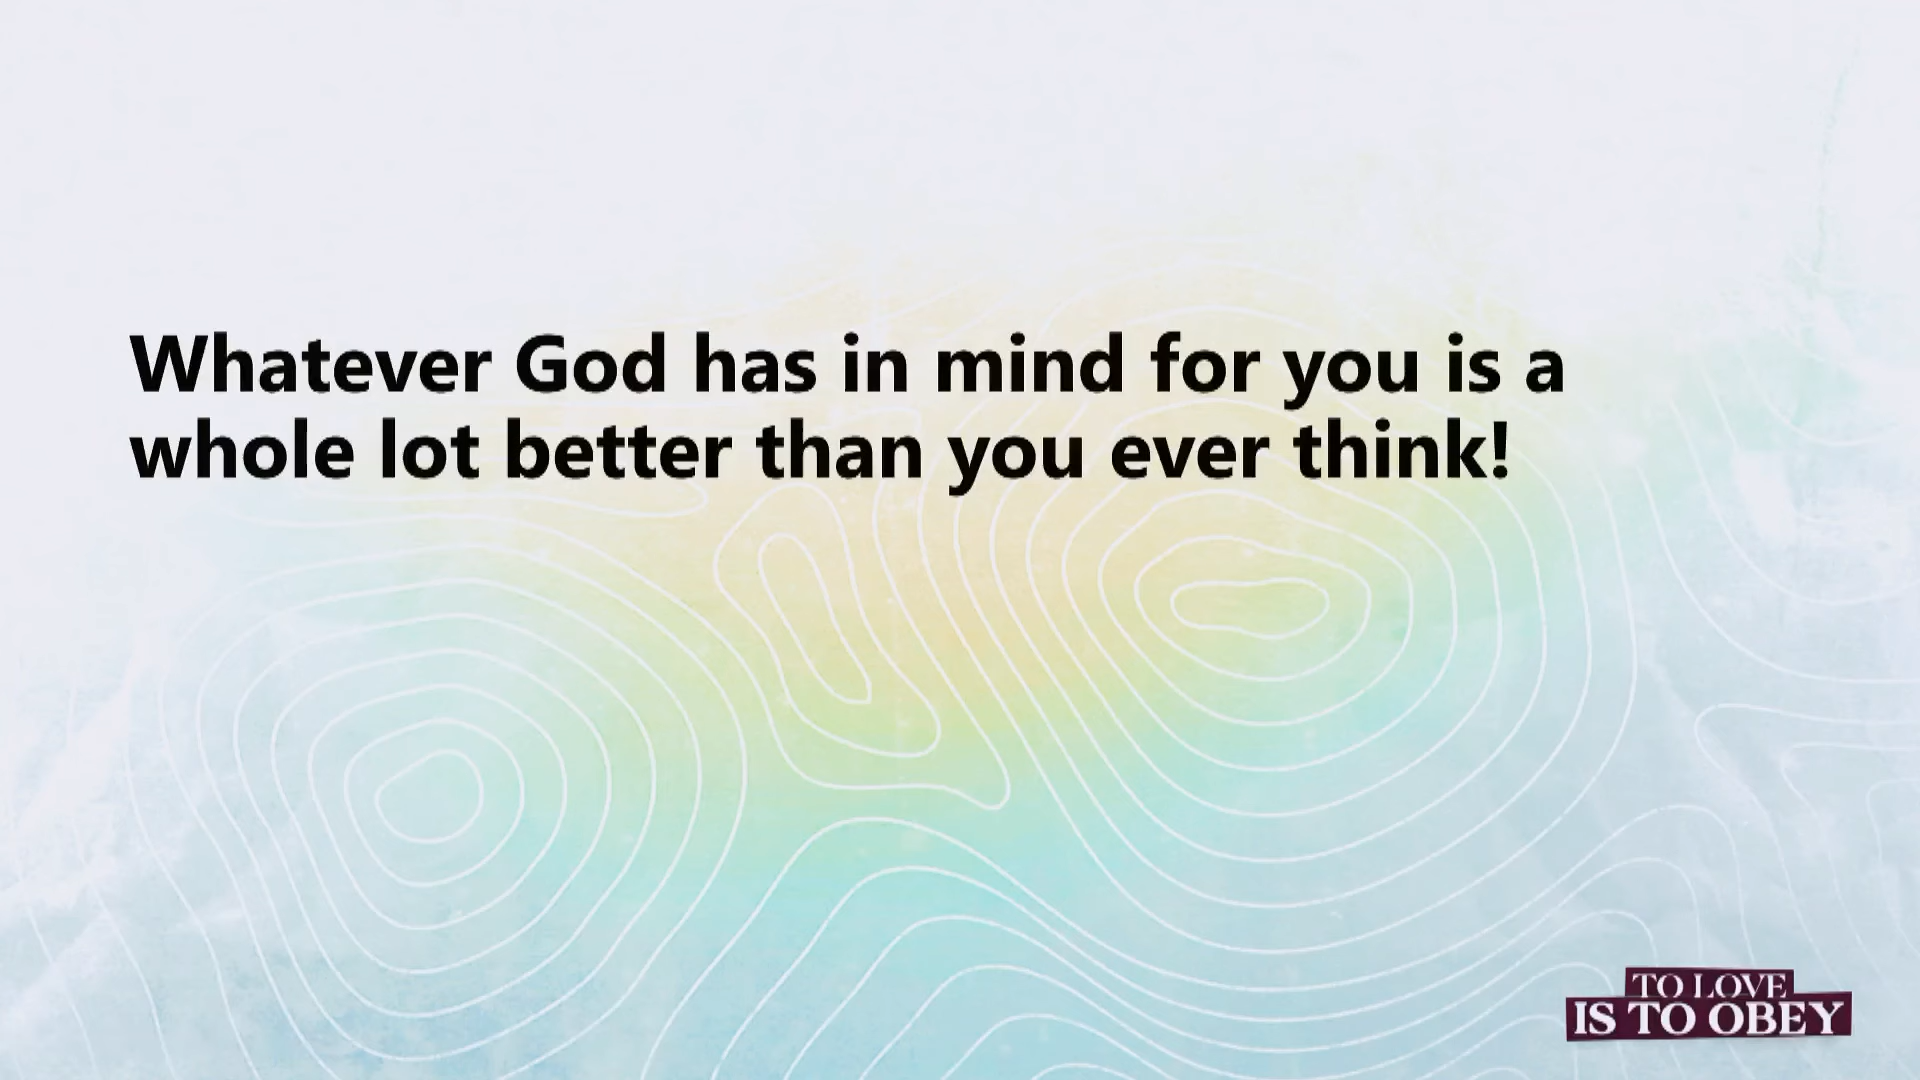 Whatever God has in mind for you is a
whole lot better than you ever think!
TO LOVE
IS TO OBEY